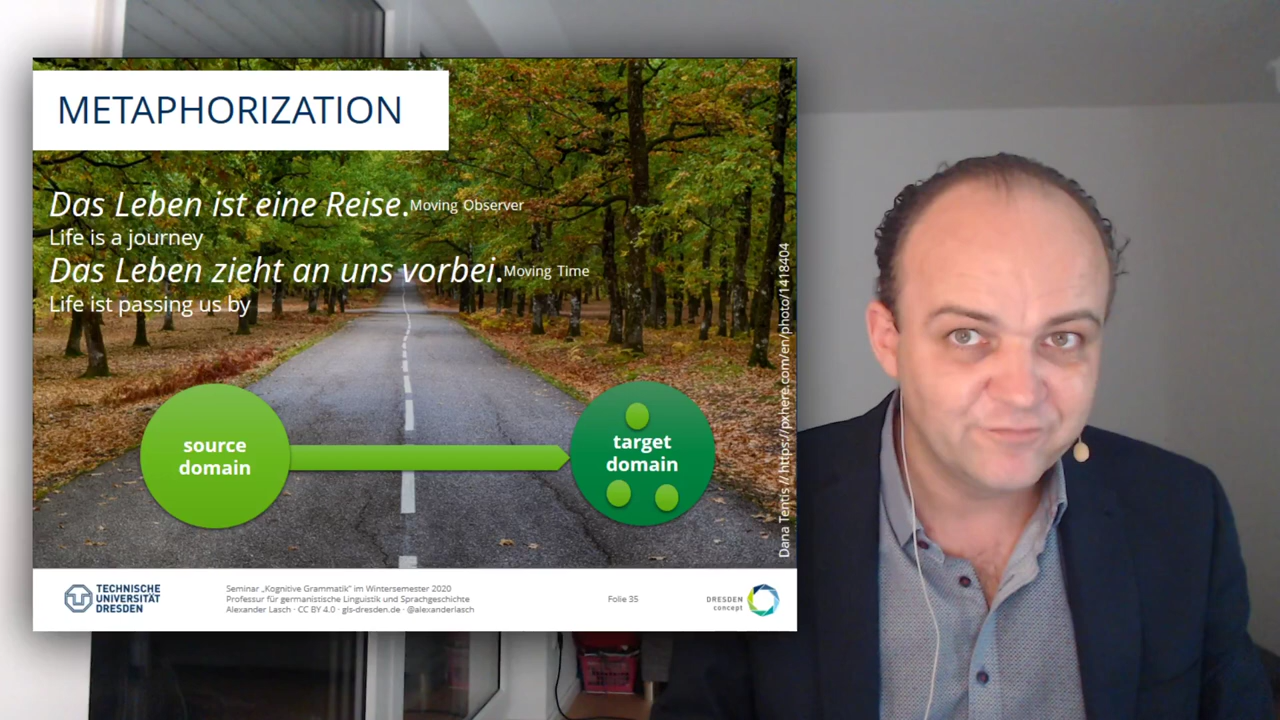 METAPHORIZATION
Das Leben ist eine Reise.Moving Observer
Life is a journey
Das Leben zieht an uns vorbei.Moving Time
Life ist passing us by
source
domain
target
domain
Dana Tentis // https://pxhere.com/en/photo/1418404
TECHNISCHE
UNIVERSITÄT
DRESDEN
Seminar „Kognitive Grammatik“ im Wintersemester 2020
Professur für germanistische Linguistik und Sprachgeschichte
Alexander Lasch · CC BY 4.0 · gls-dresden.de · @alexanderlasch
Folie 35
DRESDEN
concept